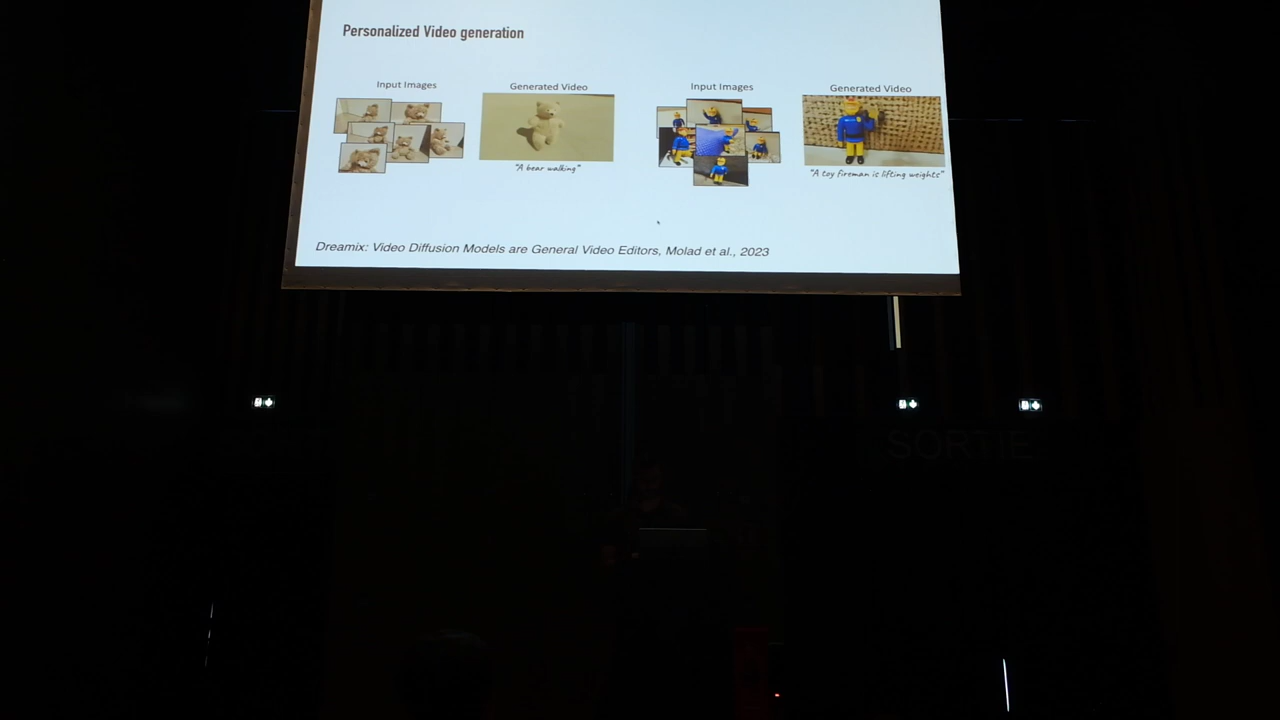 Personalized Video generation
Input Images
Generated Video
Input Images
Generated Video
"A bear walking"
"A toy fireman is lifting weights"
Dreamix: Video Diffusion Models are General Video Editors, Molad et al., 2023
SORTIE